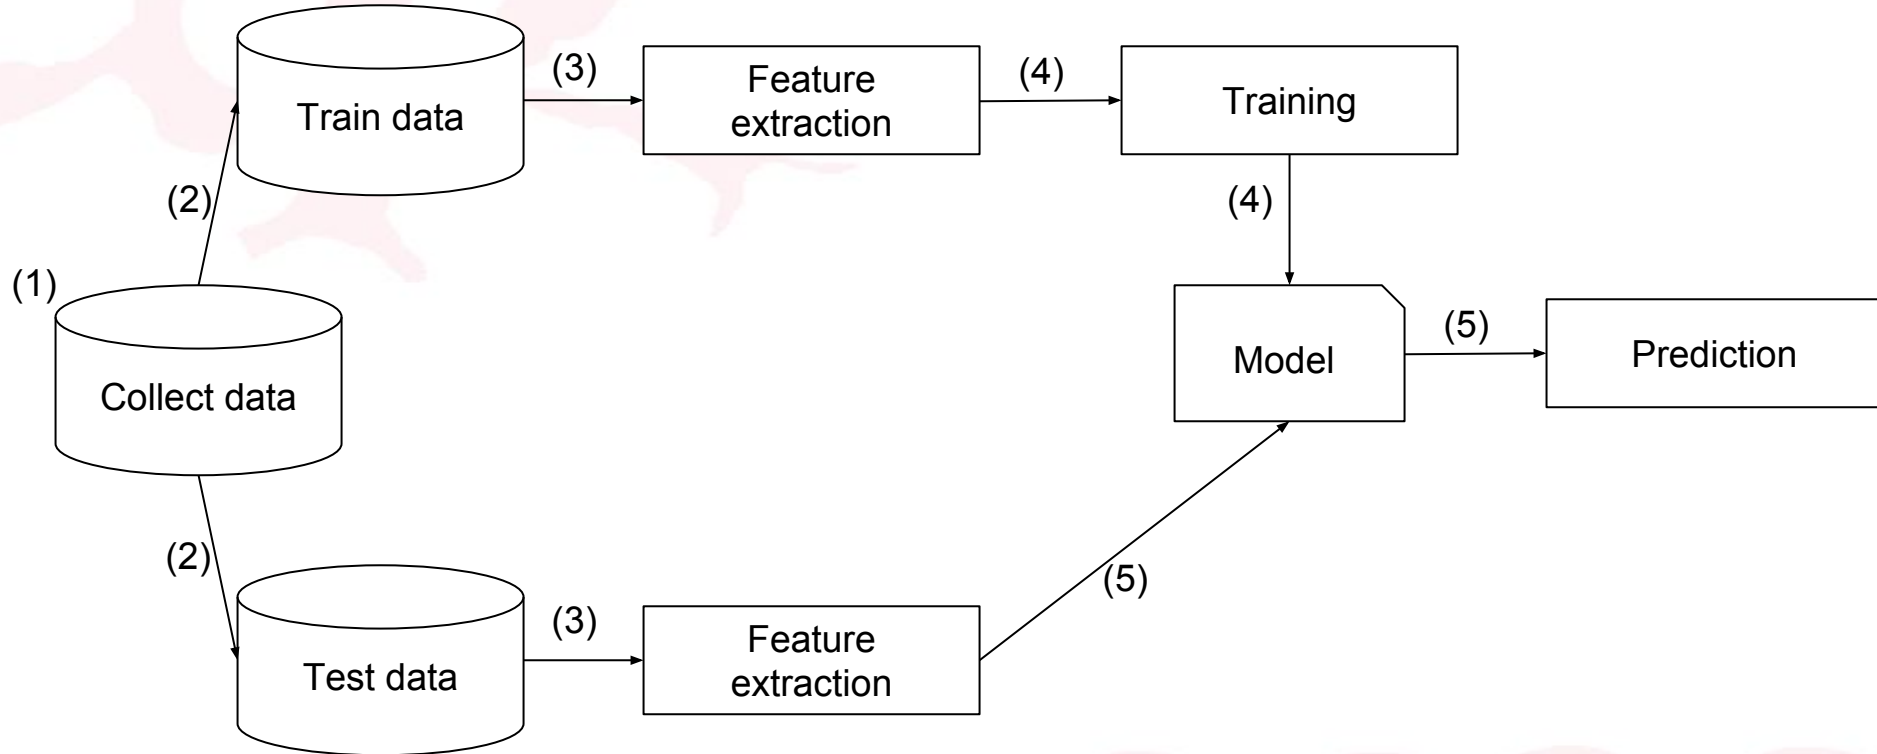 Train data
(3)
Feature
extraction
(4)
Training
(2)
(4)
(1)
Collect data
Model
(5)
Prediction
(2)
Test data
(3)
Feature
extraction
(5)